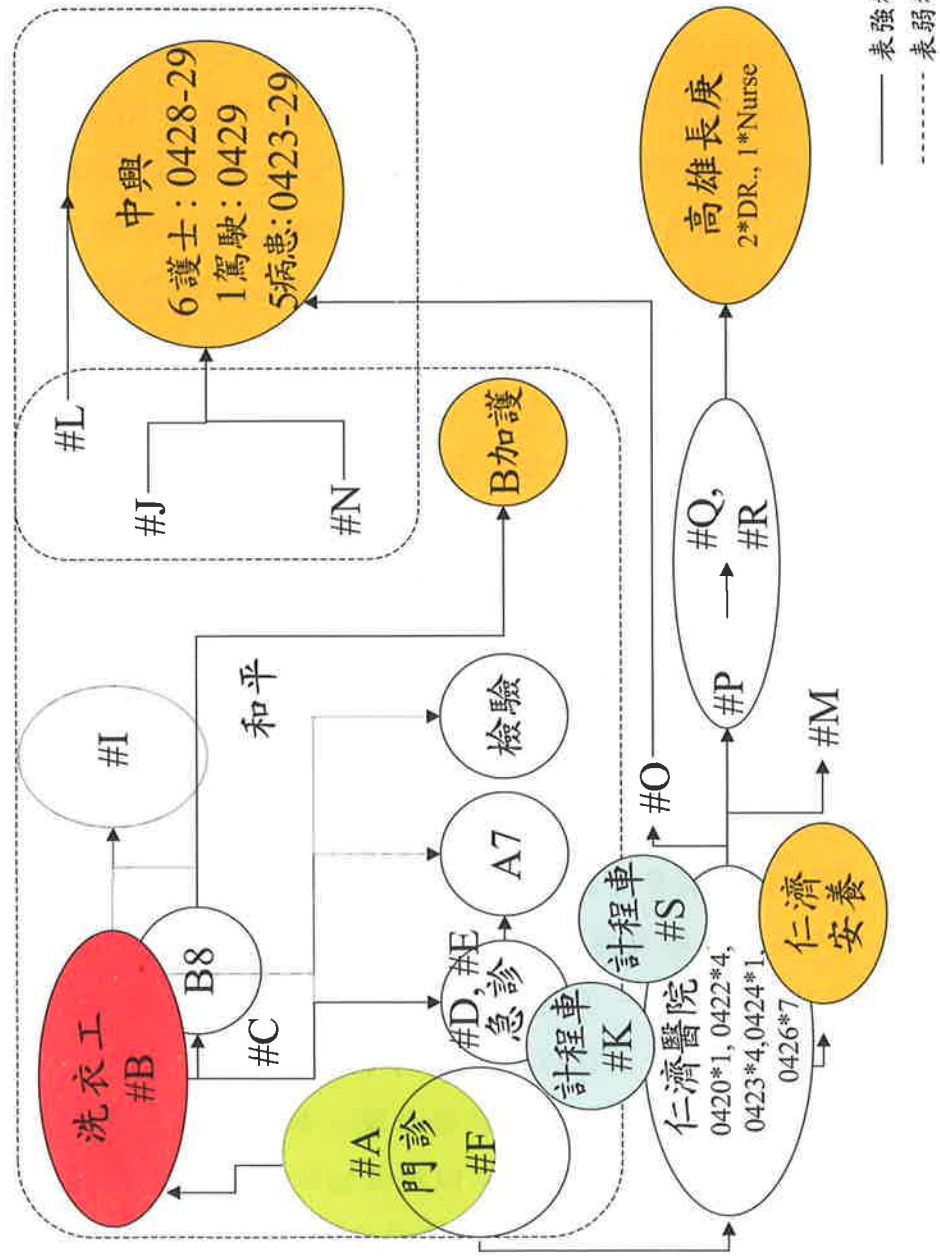 洗衣工
#B
B8
#C
#I
和平
#L
#J
#N
中興
6護士：0428-29
1駕駛：0429
5病患：0423-29
B加護
檢驗
A7
#D, #E
急診
#A
門診
#F
計程車
#K
計程車
#S
仁濟醫院
0420*1, 0422*4,
0423*4,0424*1,
0426*7
仁濟
安養
#O
#M
#P
#Q,
#R
高雄長庚
2*DR., 1*Nurse
表強
表弱